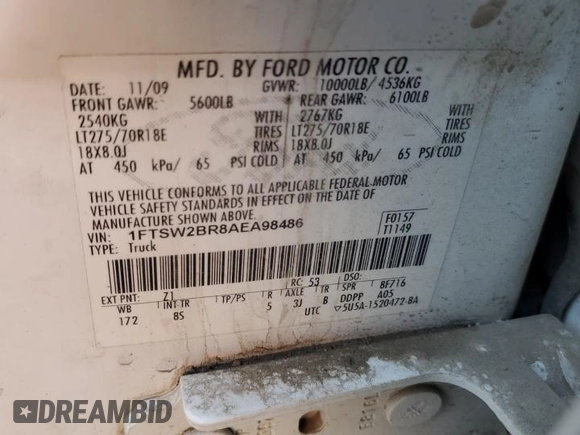 MFD. BY FORD MOTOR CO.
DATE: 11/09 GVWR: 10000LB/ 4536KG
FRONT GAWR: 5600LB REAR GAWR: 6100LB
2540KG WITH 2767KG WITH
LT275/70R18E TIRES LT275/70R18E TIRES
18X8.0J RIMS 18X8.0J RIMS
AT 450 kPa/ 65 PSI COLD AT 450 kPa/ 65 PSI COLD
THIS VEHICLE CONFORMS TO ALL APPLICABLE FEDERAL MOTOR
VEHICLE SAFETY STANDARDS IN EFFECT ON THE DATE OF
MANUFACTURE SHOWN ABOVE.
VIN: 1FTSW2BR8AEA98486 F0157
TYPE: Truck T1149
EXT PNT: Z1 RC: 53 DSO:
WB INT TR TP/PS R AXLE TR SPR 8F716
172 8S 5 3J B DDPP A05
UTC ▽5U5A-1520472-BA
DREAMBID